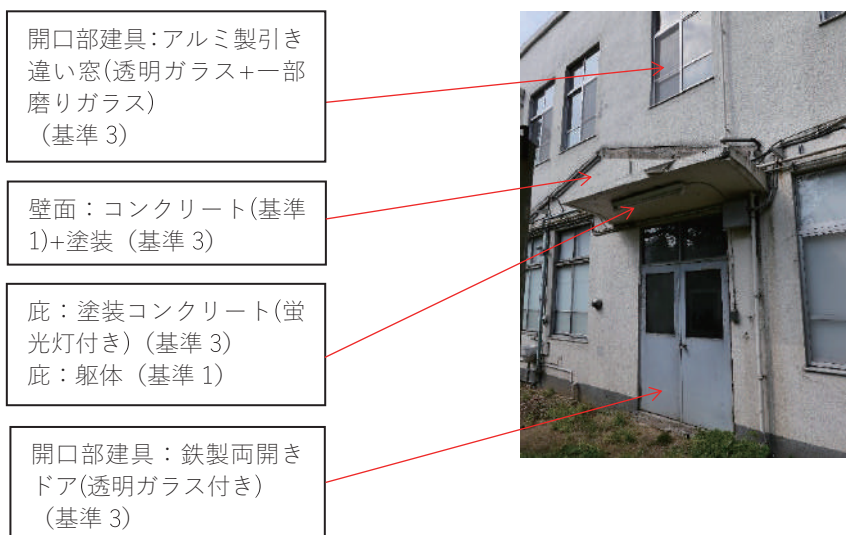 開口部建具:アルミ製引き
違い窓(透明ガラス+一部
磨りガラス)
(基準 3)
壁面：コンクリート(基準
1)+塗装（基準 3）
庇：塗装コンクリート(蛍
光灯付き)（基準 3）
庇：躯体（基準 1）
開口部建具：鉄製両開き
ドア(透明ガラス付き)
（基準 3）